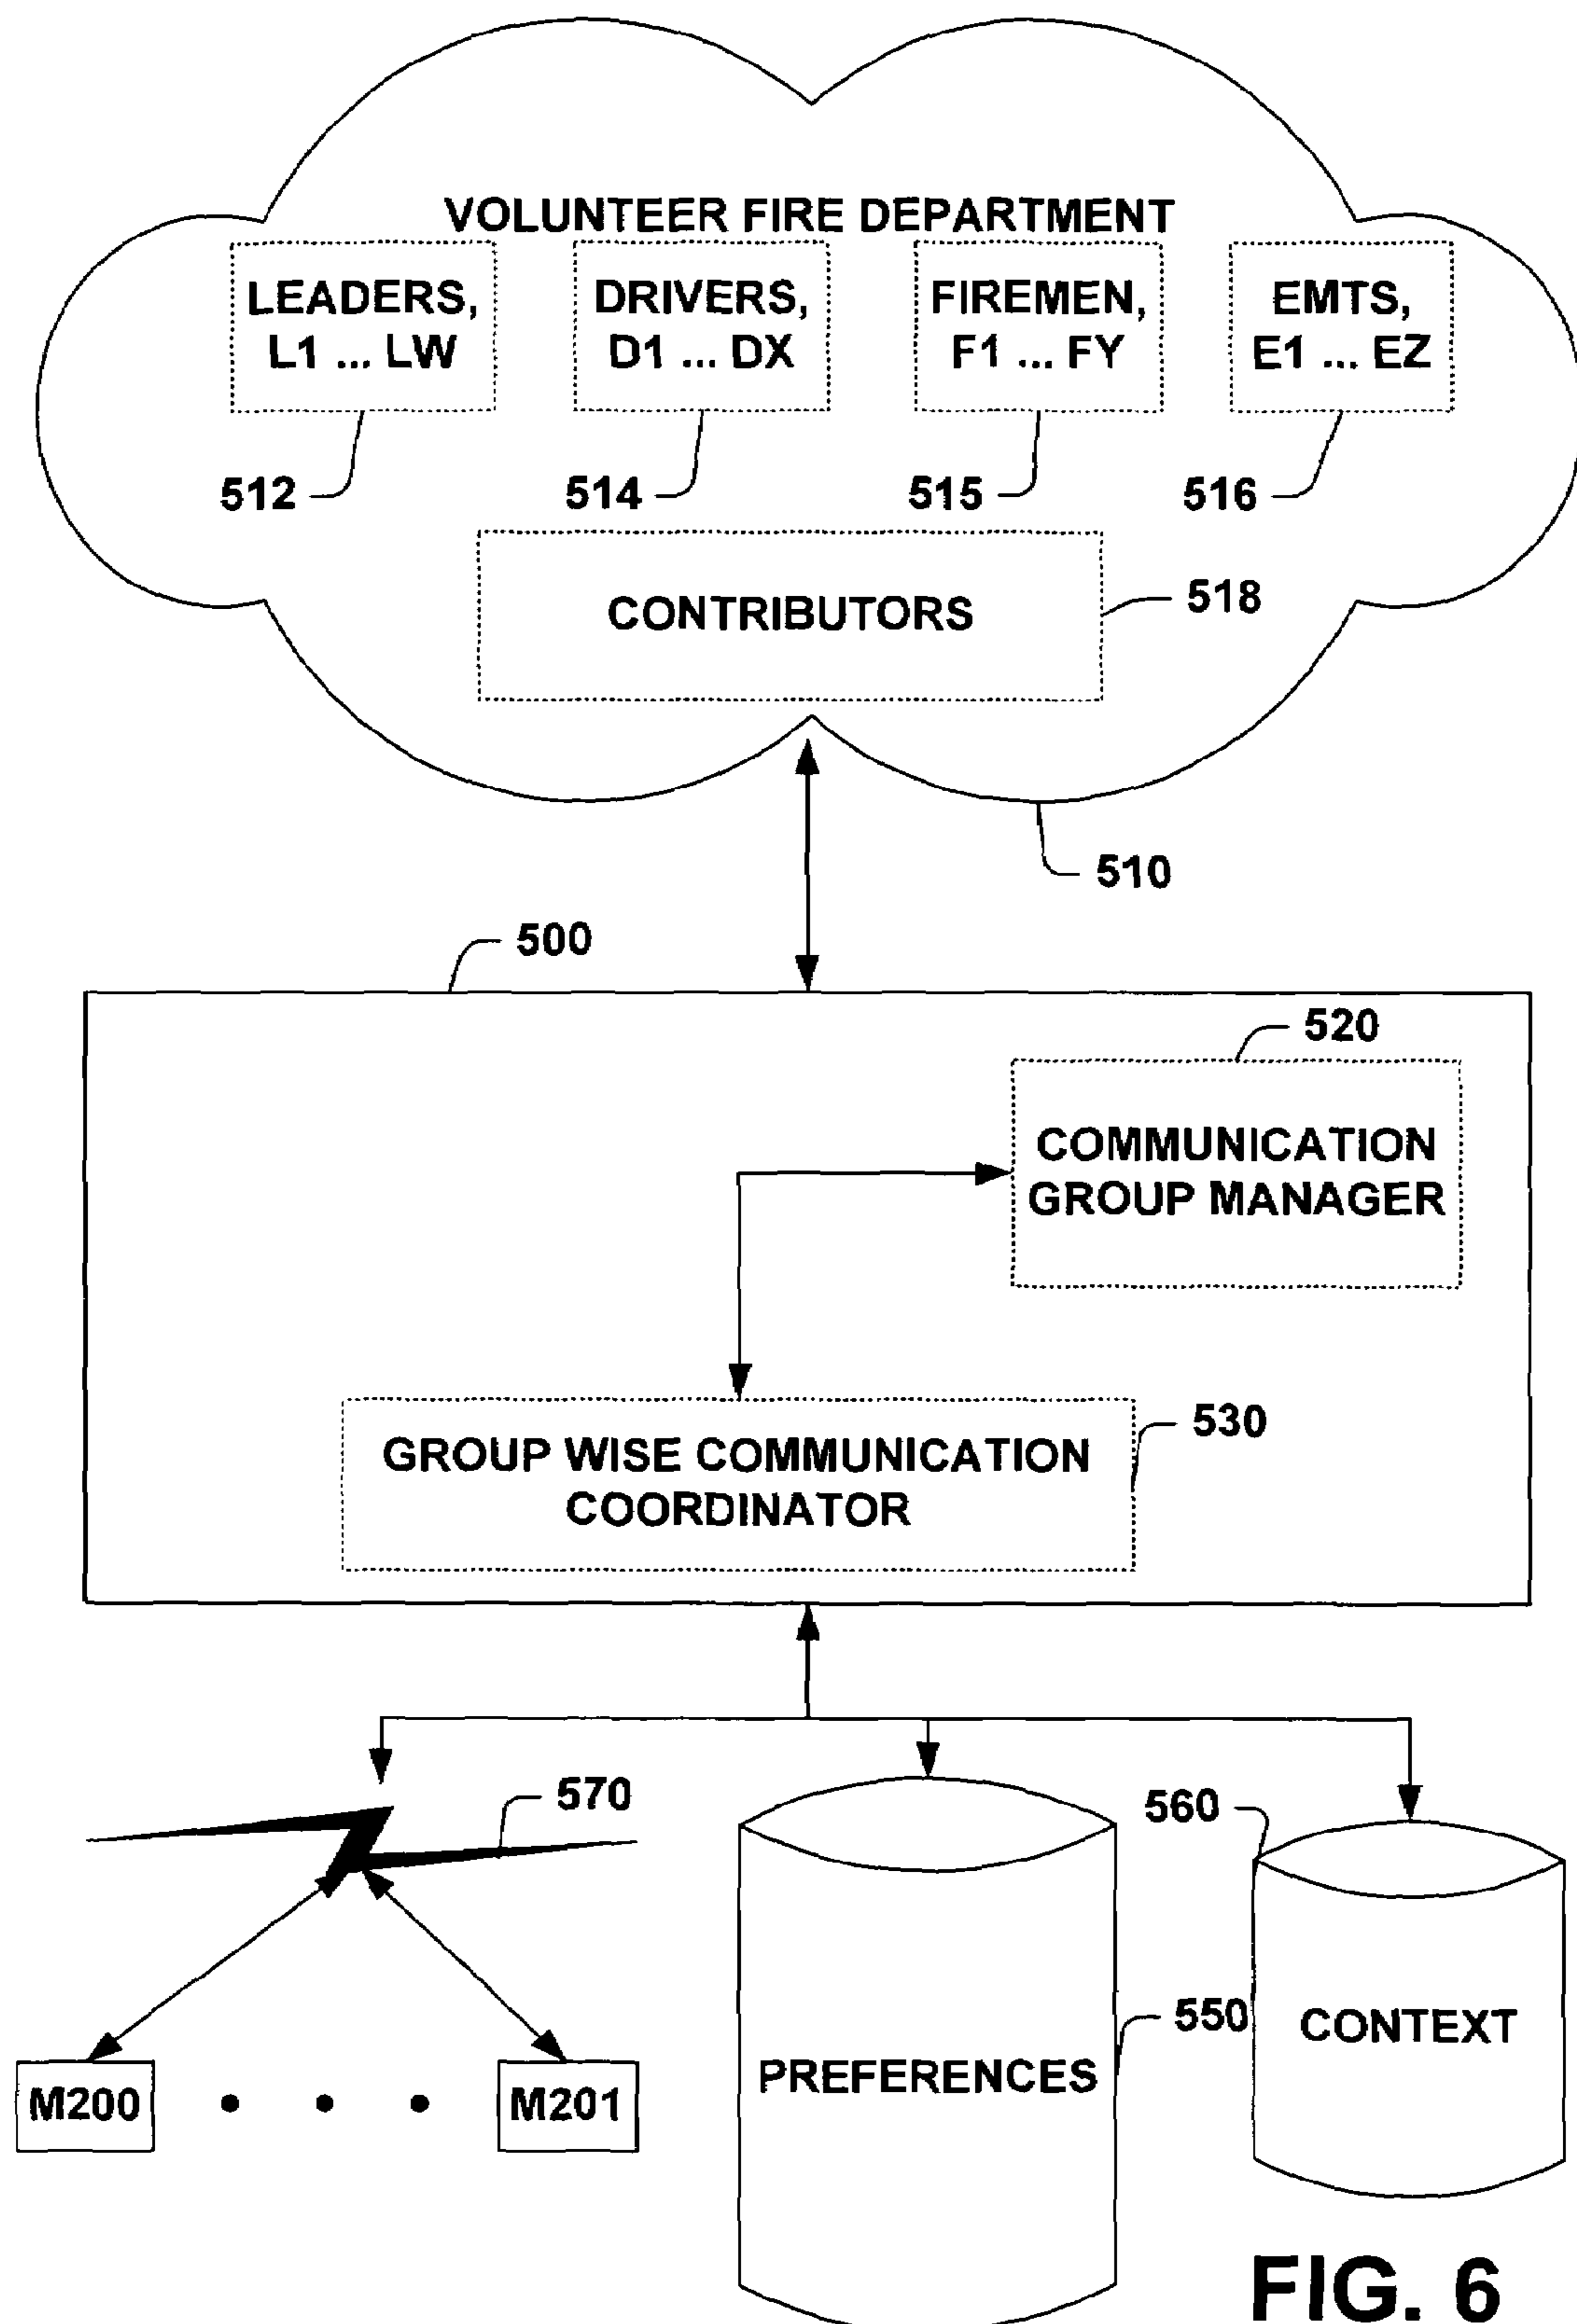 VOLUNTEER FIRE DEPARTMENT
LEADERS,
L1 ... LW
DRIVERS,
D1 ... DX
FIREMEN,
F1 ... FY
EMTS,
E1 ... EZ
512
514
515
516
CONTRIBUTORS
518
510
500
520
COMMUNICATION
GROUP MANAGER
530
GROUP WISE COMMUNICATION
COORDINATOR
570
560
550
CONTEXT
PREFERENCES
M200
M201
FIG. 6